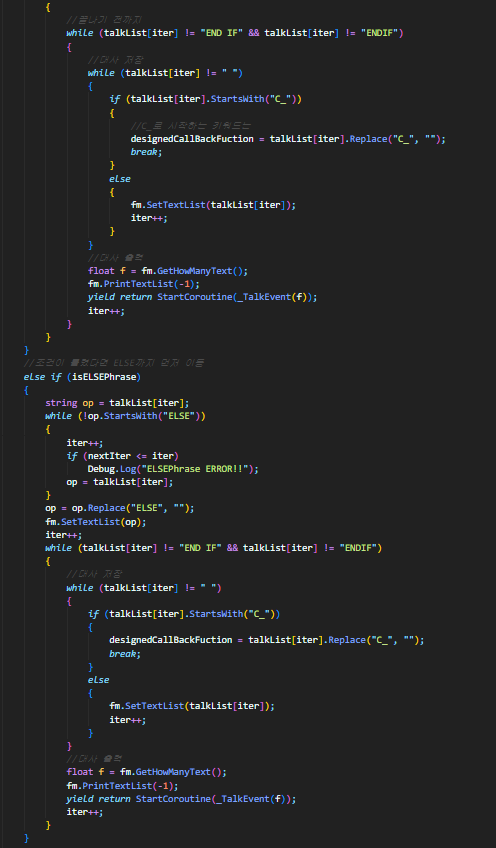 {
//끝나기 전까지
while (talkList[iter] != "END IF" && talkList[iter] != "ENDIF")
{
//대사 저장
while (talkList[iter] != " ")
{
if (talkList[iter].StartsWith("C_"))
{
//C_로 시작하는 키워드는
designedCallBackFuction = talkList[iter].Replace("C_", "");
break;
}
else
{
fm.SetTextList(talkList[iter]);
iter++;
}
}
//대사 출력
float f = fm.GetHowManyText();
fm.PrintTextList(-1);
yield return StartCoroutine(_TalkEvent(f));
iter++;
}
}
}
//조건이 틀렸다면 ELSE까지 먼저 이동
else if (isELSEPhrase)
{
string op = talkList[iter];
while (!op.StartsWith("ELSE"))
{
iter++;
if (nextIter <= iter)
Debug.Log("ELSEPhrase ERROR!!");
op = talkList[iter];
}
op = op.Replace("ELSE", "");
fm.SetTextList(op);
iter++;
while (talkList[iter] != "END IF" && talkList[iter] != "ENDIF")
{
//대사 저장
while (talkList[iter] != " ")
{
if (talkList[iter].StartsWith("C_"))
{
designedCallBackFuction = talkList[iter].Replace("C_", "");
break;
}
else
{
fm.SetTextList(talkList[iter]);
iter++;
}
}
//대사 출력
float f = fm.GetHowManyText();
fm.PrintTextList(-1);
yield return StartCoroutine(_TalkEvent(f));
iter++;
}
}